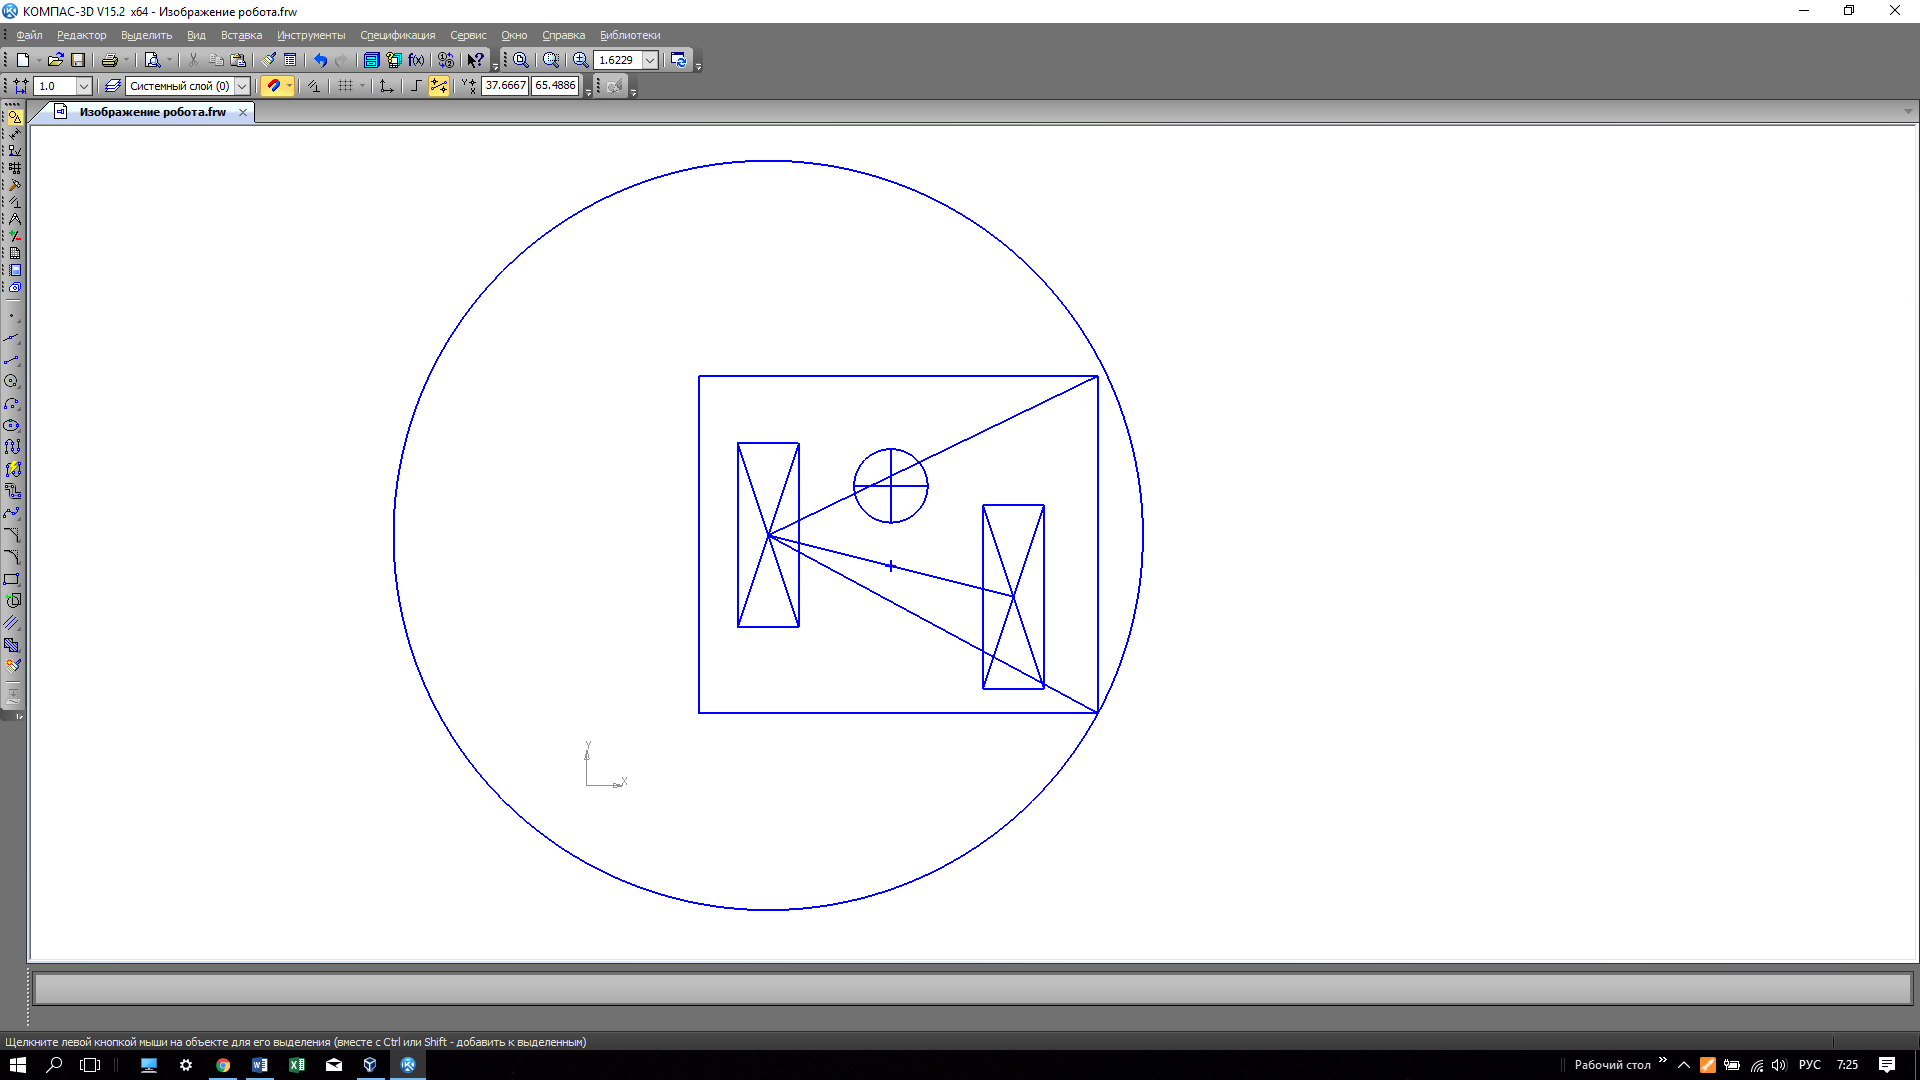 КОМПАС-3D V15.2 x64 - Изображение робота.frw
Файл Редактор Выделить Вид Вставка Инструменты Спецификация Сервис Окно Справка Библиотеки
f(x) 1.6229
1.0 Системный слой (0) 37.6667 65.4886
Изображение робота.frw
Y
X
Щелкните левой кнопкой мыши на объекте для его выделения (вместе с Ctrl или Shift - добавить к выделенным)
Рабочий стол РУС 7:25